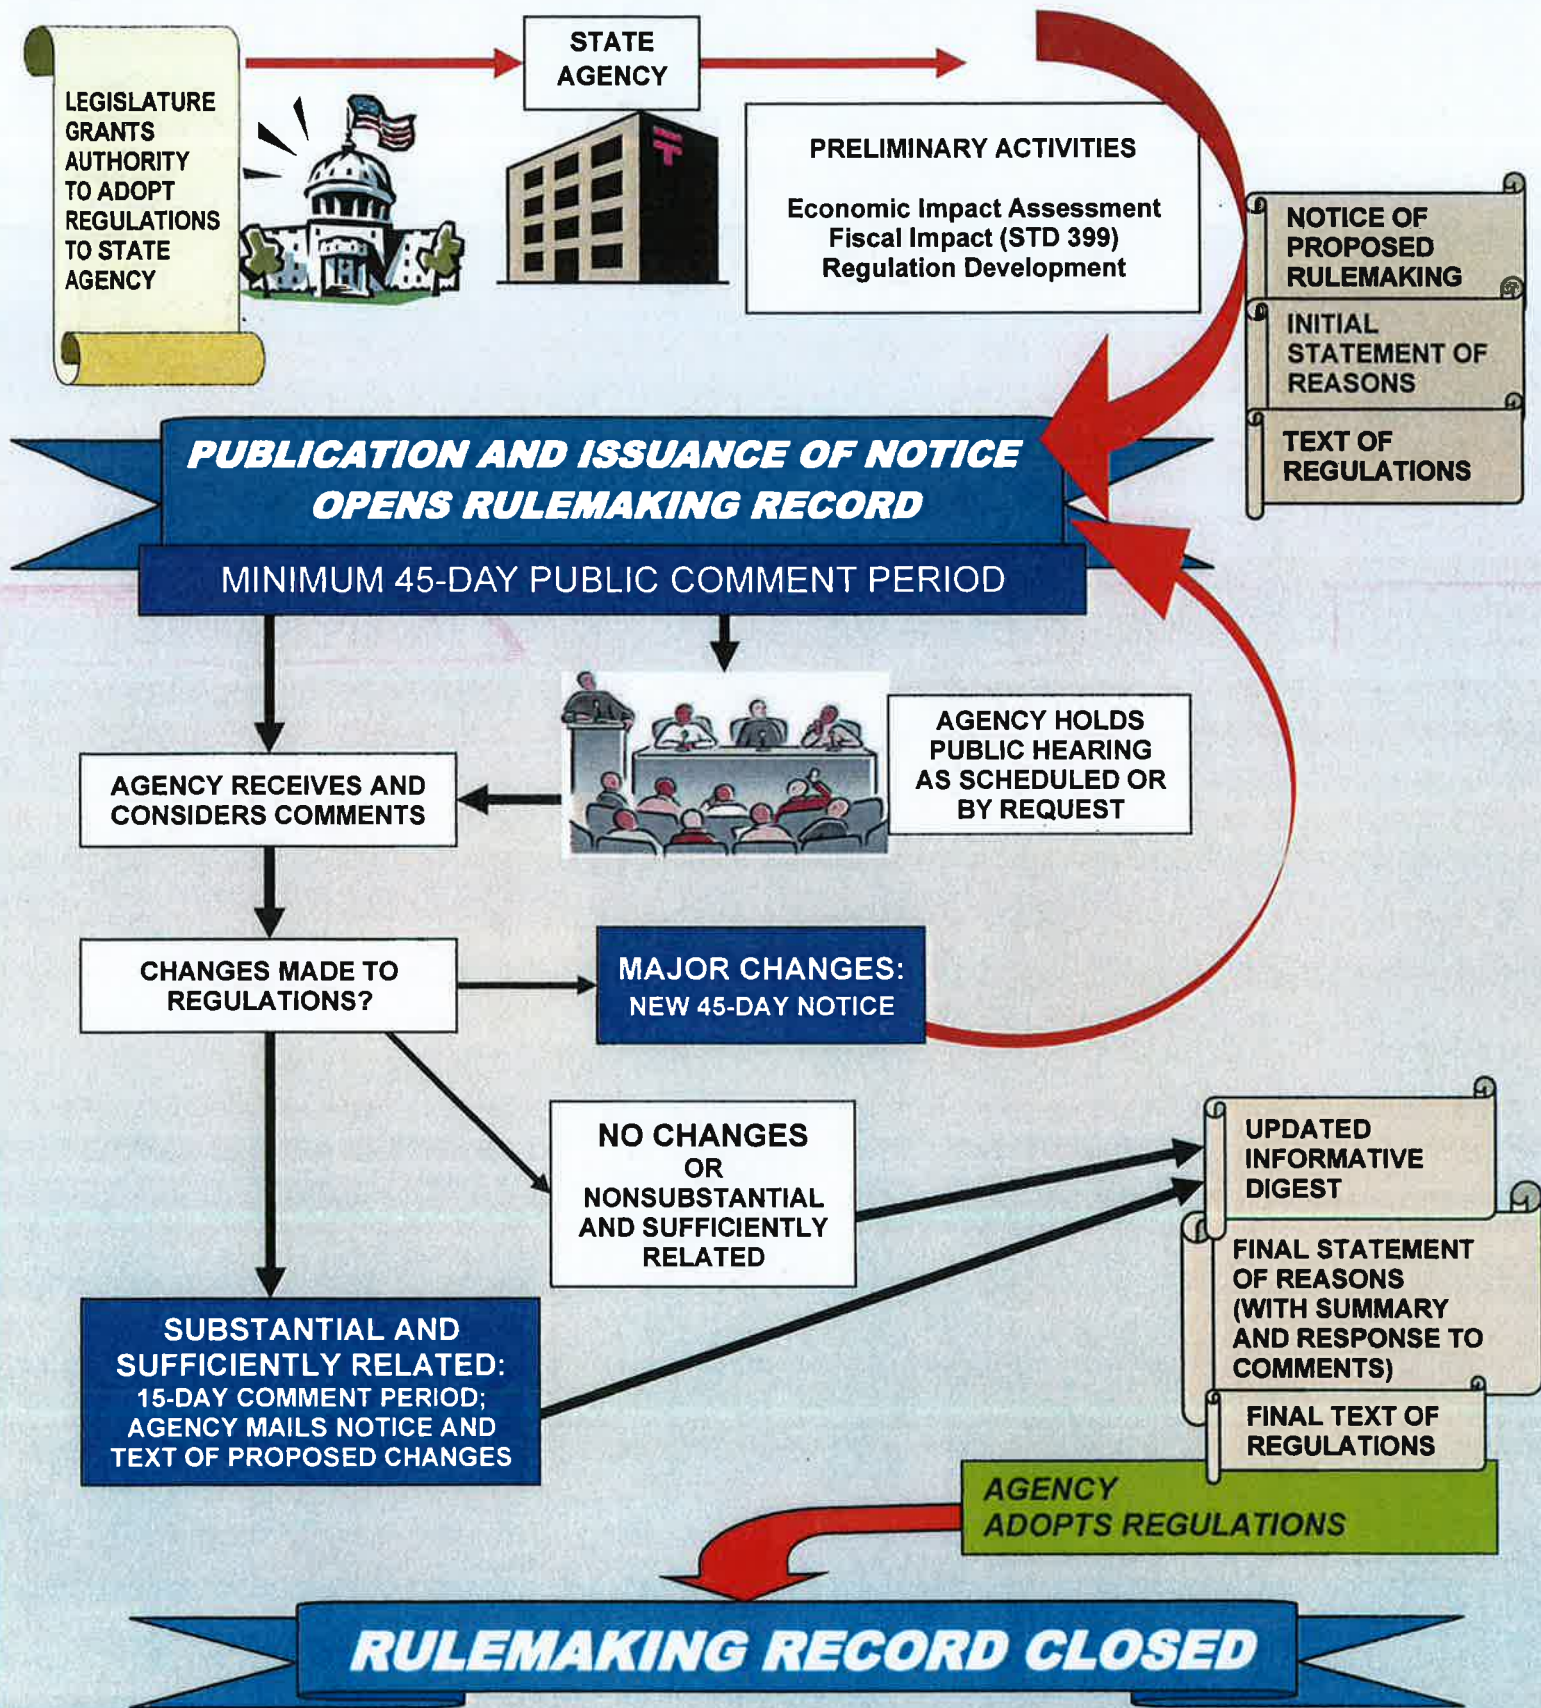 LEGISLATURE
GRANTS
AUTHORITY
TO ADOPT
REGULATIONS
TO STATE
AGENCY
STATE
AGENCY
PRELIMINARY ACTIVITIES
Economic Impact Assessment
Fiscal Impact (STD 399)
Regulation Development
NOTICE OF
PROPOSED
RULEMAKING
INITIAL
STATEMENT OF
REASONS
TEXT OF
REGULATIONS
PUBLICATION AND ISSUANCE OF NOTICE
OPENS RULEMAKING RECORD
MINIMUM 45-DAY PUBLIC COMMENT PERIOD
AGENCY HOLDS
PUBLIC HEARING
AS SCHEDULED OR
BY REQUEST
AGENCY RECEIVES AND
CONSIDERS COMMENTS
CHANGES MADE TO
REGULATIONS?
MAJOR CHANGES:
NEW 45-DAY NOTICE
NO CHANGES
OR
NONSUBSTANTIAL
AND SUFFICIENTLY
RELATED
SUBSTANTIAL AND
SUFFICIENTLY RELATED:
15-DAY COMMENT PERIOD;
AGENCY MAILS NOTICE AND
TEXT OF PROPOSED CHANGES
UPDATED
INFORMATIVE
DIGEST
FINAL STATEMENT
OF REASONS
(WITH SUMMARY
AND RESPONSE TO
COMMENTS)
FINAL TEXT OF
REGULATIONS
AGENCY
ADOPTS REGULATIONS
RULEMAKING RECORD CLOSED